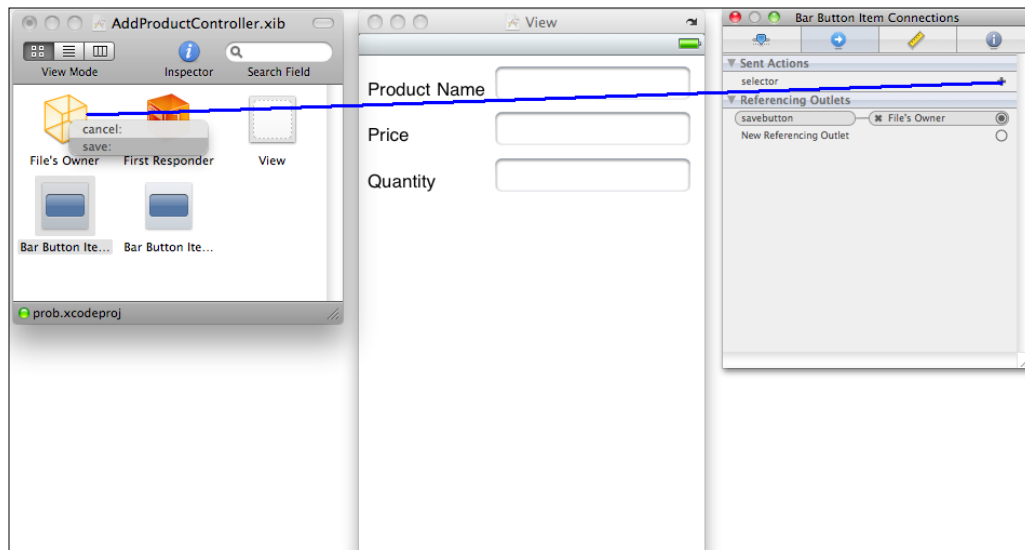 AddProductController.xib
View Mode
Inspector
Search Field
cancel:
save:
File's Owner
First Responder
View
Bar Button Ite...
Bar Button Ite...
prob.xcodeproj
View
Product Name
Price
Quantity
Bar Button Item Connections
Sent Actions
selector
Referencing Outlets
savebutton
File's Owner
New Referencing Outlet